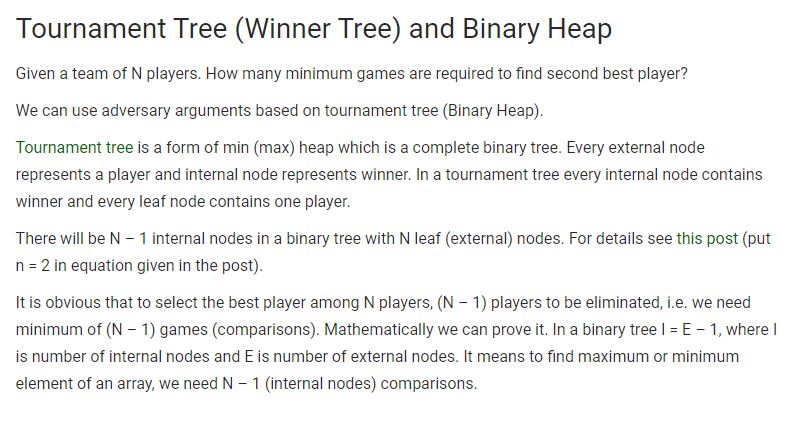 Tournament Tree (Winner Tree) and Binary Heap
Given a team of N players. How many minimum games are required to find second best player?
We can use adversary arguments based on tournament tree (Binary Heap).
Tournament tree is a form of min (max) heap which is a complete binary tree. Every external node
represents a player and internal node represents winner. In a tournament tree every internal node contains
winner and every leaf node contains one player.
There will be N – 1 internal nodes in a binary tree with N leaf (external) nodes. For details see this post (put
n = 2 in equation given in the post).
It is obvious that to select the best player among N players, (N – 1) players to be eliminated, i.e. we need
minimum of (N – 1) games (comparisons). Mathematically we can prove it. In a binary tree I = E – 1, where I
is number of internal nodes and E is number of external nodes. It means to find maximum or minimum
element of an array, we need N – 1 (internal nodes) comparisons.